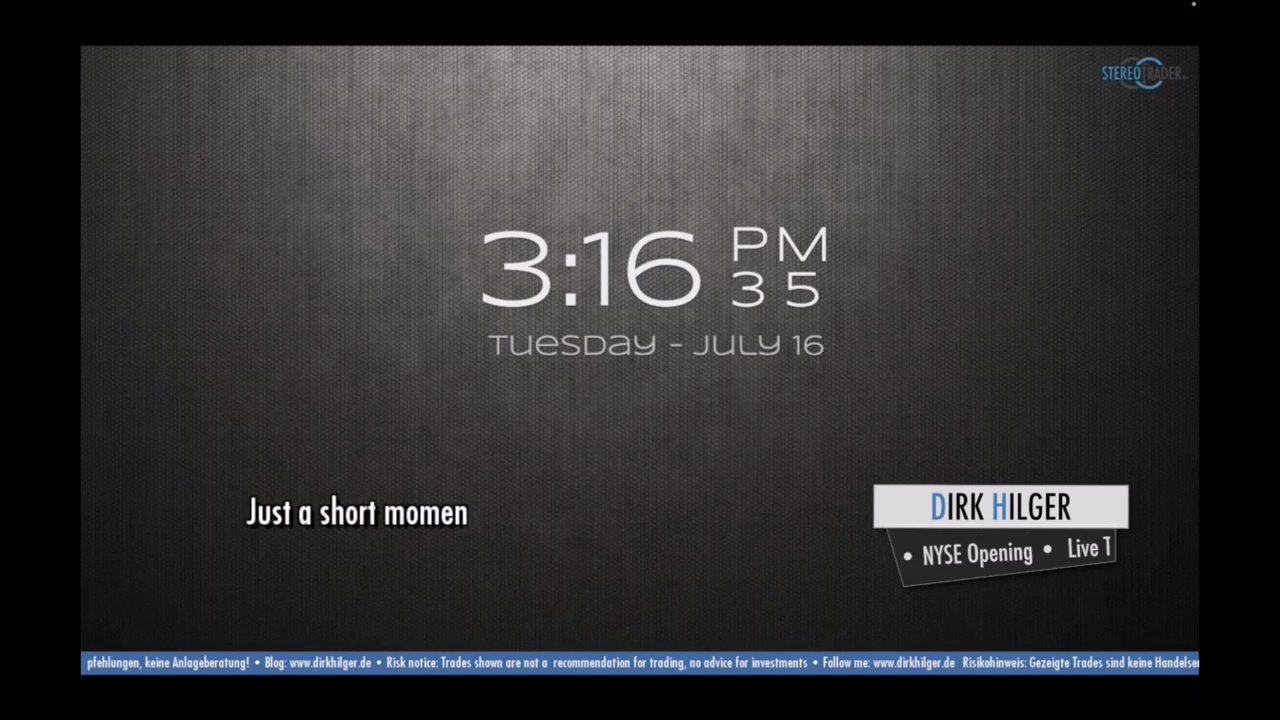 STEREOTRADER
3:16 PM
35
Tuesday - July 16
Just a short momen
DIRK HILGER
• NYSE Opening • Live T
pfehlungen, keine Anlageberatung! • Blog: www.dirkhilger.de • Risk notice: Trades shown are not a recommendation for trading, no advice for investments • Follow me: www.dirkhilger.de Risikohinweis: Gezeigte Trades sind keine Handelsen